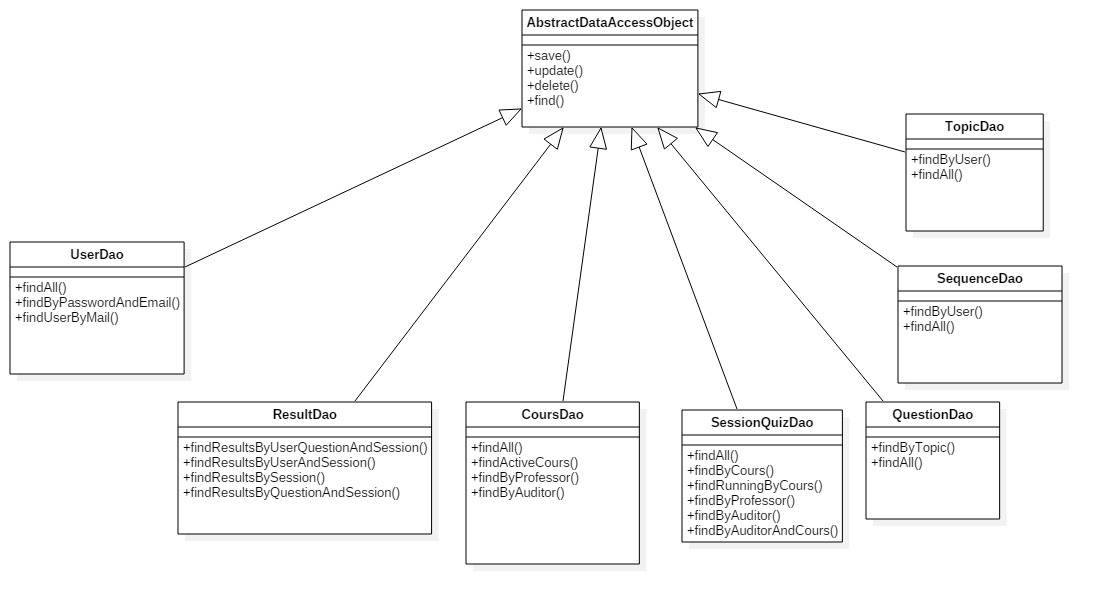 AbstractDataAccessObject
+save()
+update()
+delete()
+find()
TopicDao
+findByUser()
+findAll()
UserDao
+findAll()
+findByPasswordAndEmail()
+findUserByMail()
SequenceDao
+findByUser()
+findAll()
ResultDao
+findResultsByUserQuestionAndSession()
+findResultsByUserAndSession()
+findResultsBySession()
+findResultsByQuestionAndSession()
CoursDao
+findAll()
+findActiveCours()
+findByProfessor()
+findByAuditor()
SessionQuizDao
+findAll()
+findByCours()
+findRunningByCours()
+findByProfessor()
+findByAuditor()
+findByAuditorAndCours()
QuestionDao
+findByTopic()
+findAll()